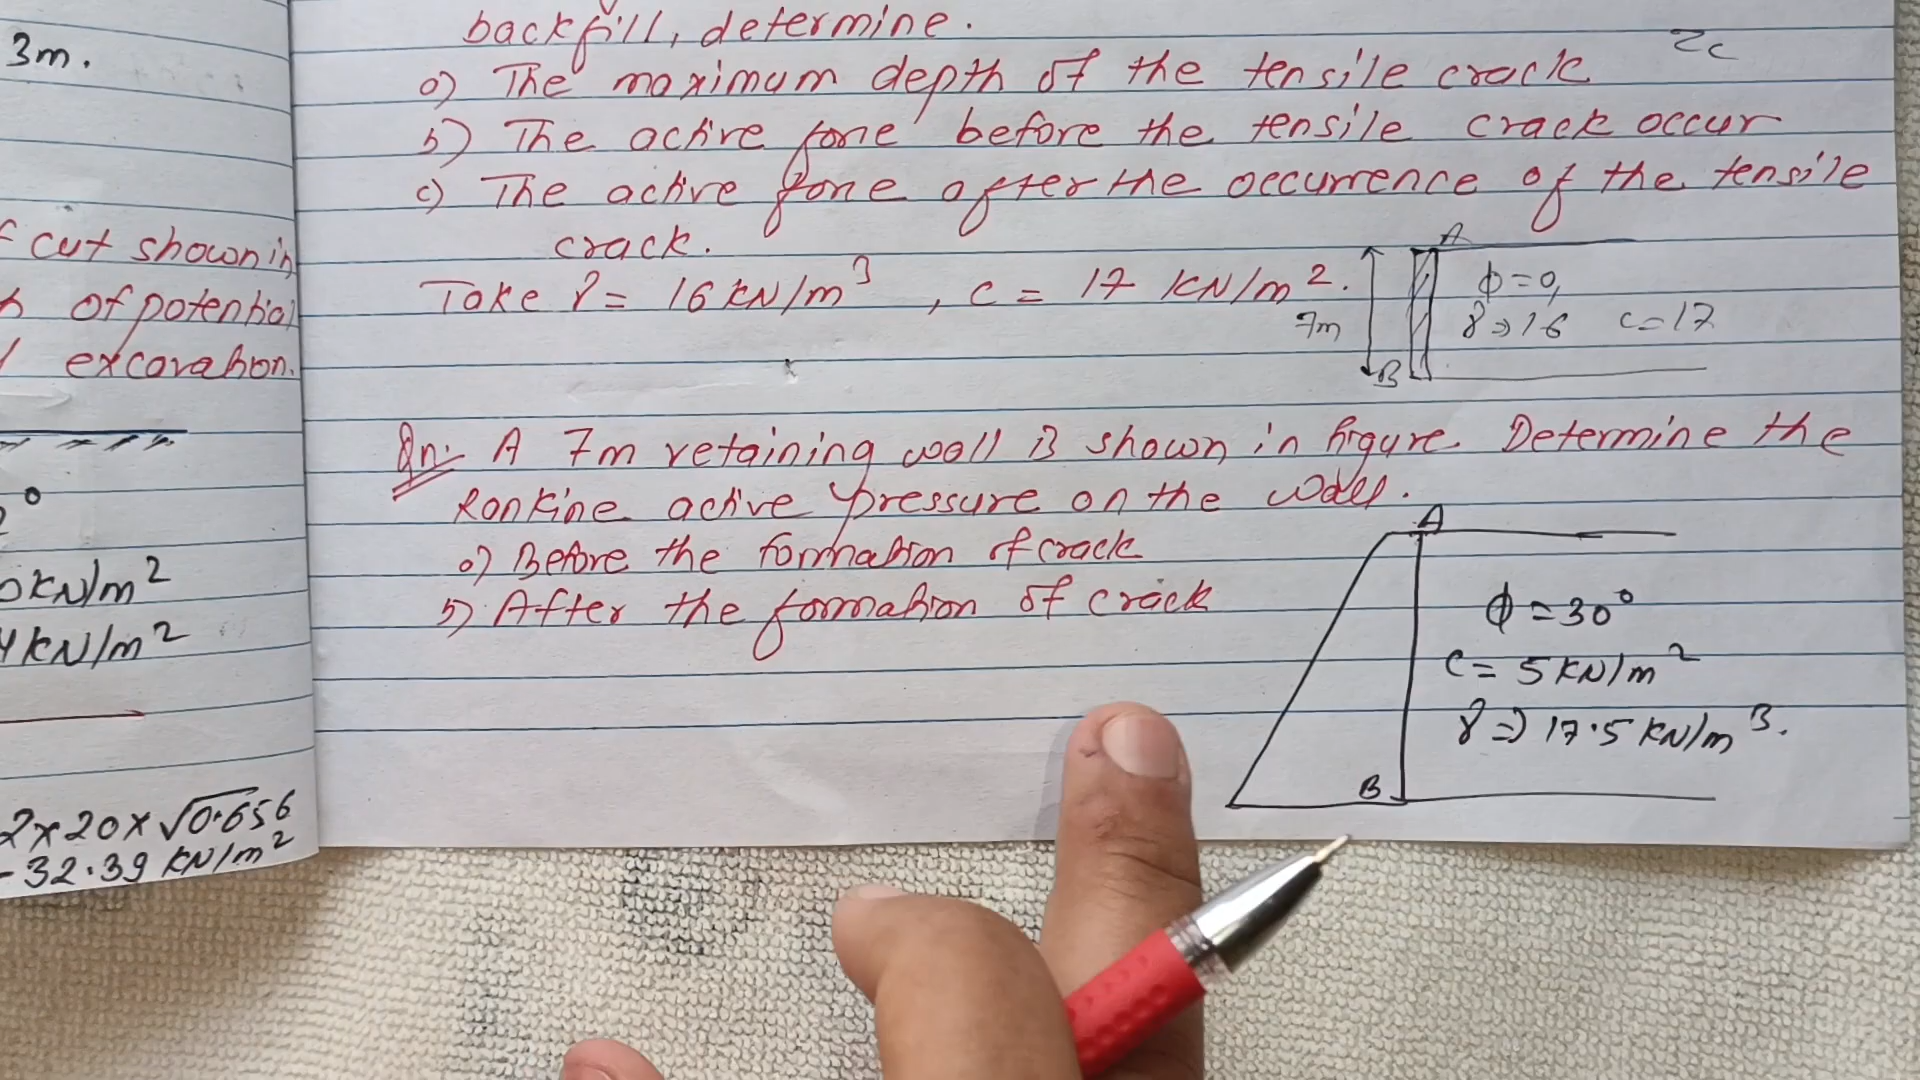 3m.
cut shown in
of potential
excavation.
KN/m2
KN/m2
2x20x√0.656
-32.39 KN/m2
backfill, determine.
Zc
a) The maximum depth of the tensile crack
b) The active force before the tensile crack occur
c) The active force after the occurrence of the tensile
crack.
Take γ = 16 KN/m3, c = 17 KN/m2.
A
7m
B
φ=0,
γ⇒16 c=17
Qn:- A 7m retaining wall is shown in figure. Determine the
Rankine active pressure on the wall.
a) Before the formation of crack
b) After the formation of crack
A
φ = 30°
c = 5 KN/m2
γ ⇒ 17.5 KN/m3.
B